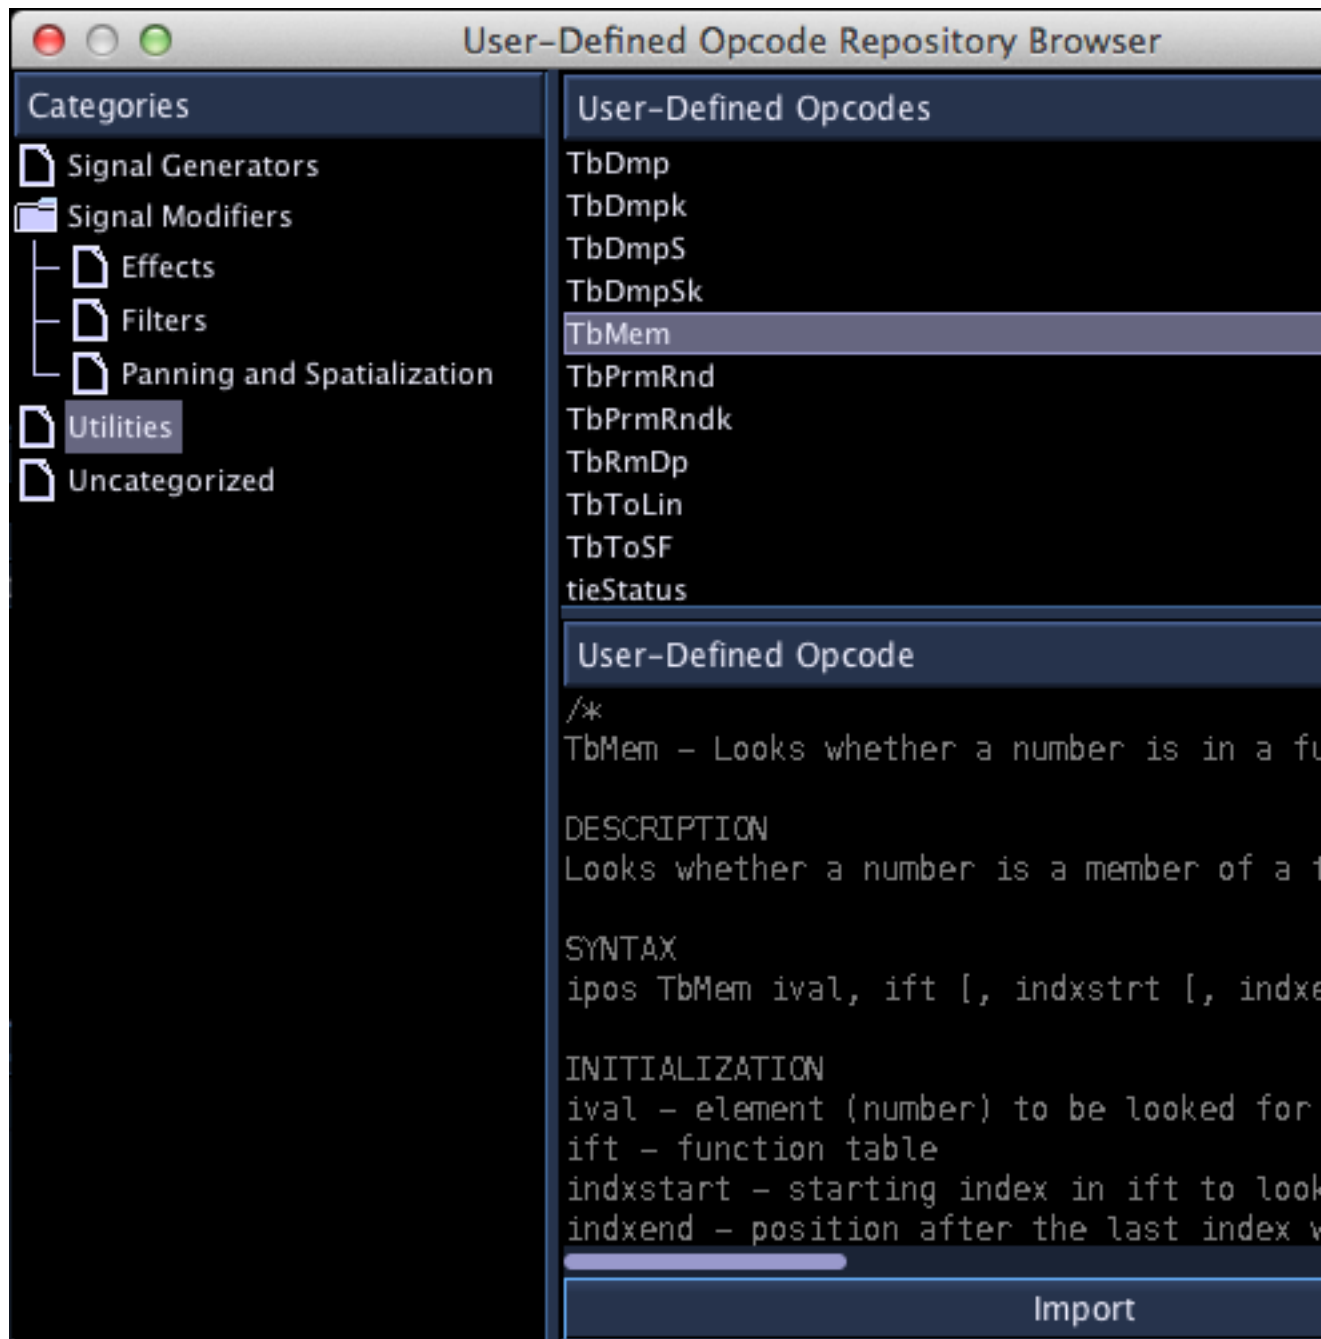 User-Defined Opcode Repository Browser
Categories
Signal Generators
Signal Modifiers
Effects
Filters
Panning and Spatialization
Utilities
Uncategorized
User-Defined Opcodes
TbDmp
TbDmpk
TbDmpS
TbDmpSk
TbMem
TbPrmRnd
TbPrmRndk
TbRmDp
TbToLin
TbToSF
tieStatus
User-Defined Opcode
/*
TbMem - Looks whether a number is in a
DESCRIPTION
Looks whether a number is a member of a
SYNTAX
ipos TbMem ival, ift [, indxstrt [,
INITIALIZATION
ival - element (number) to be looked for
ift - function table
indxstart - starting index in ift to look
indxend - position after the last index
Import